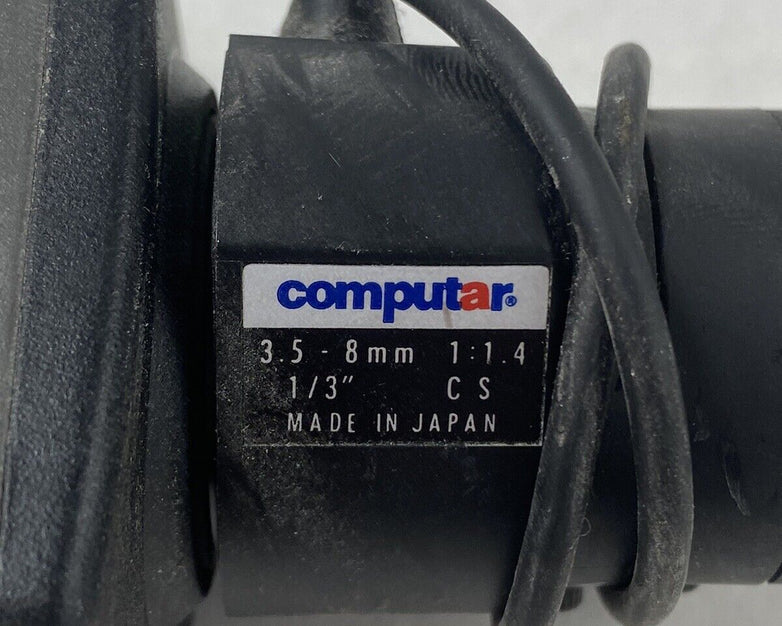 computar®
3.5 - 8mm 1:1.4
1/3" CS
MADE IN JAPAN